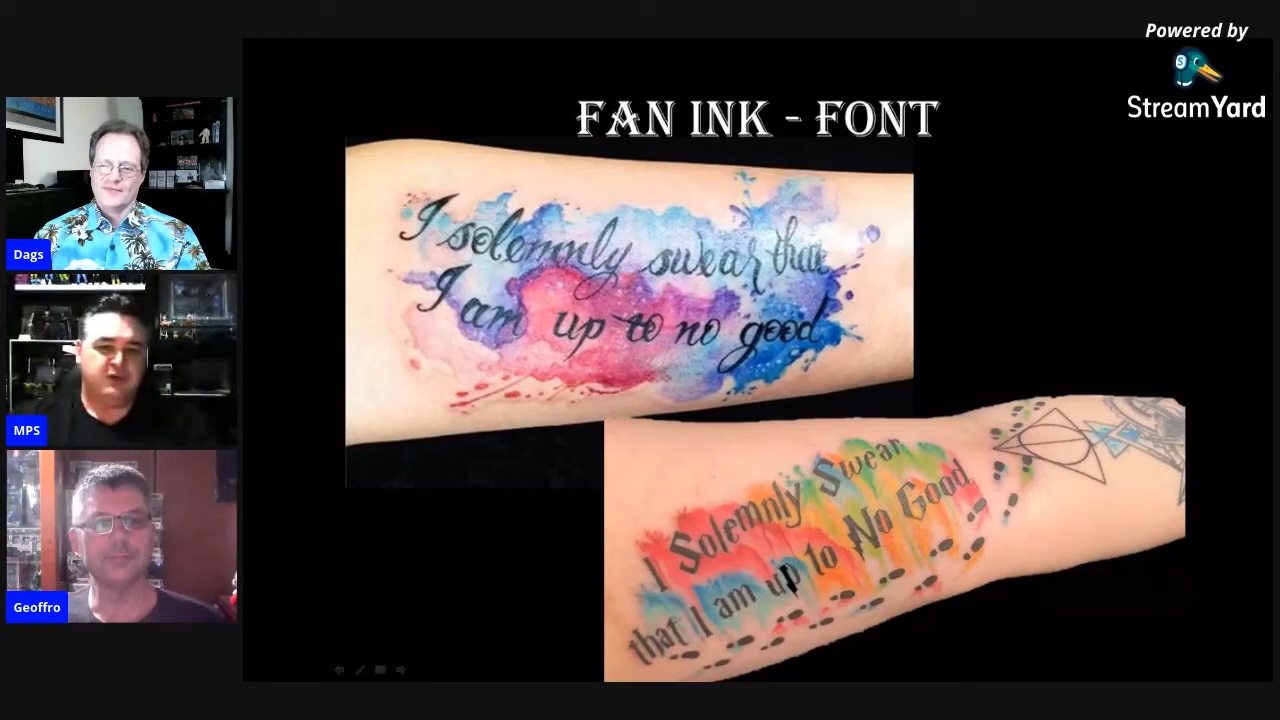 Powered by
StreamYard
FAN INK - FONT
I solemnly swear that
I am up to no good
I Solemnly Swear
that I am up to No Good
Dags
MPS
Geoffro